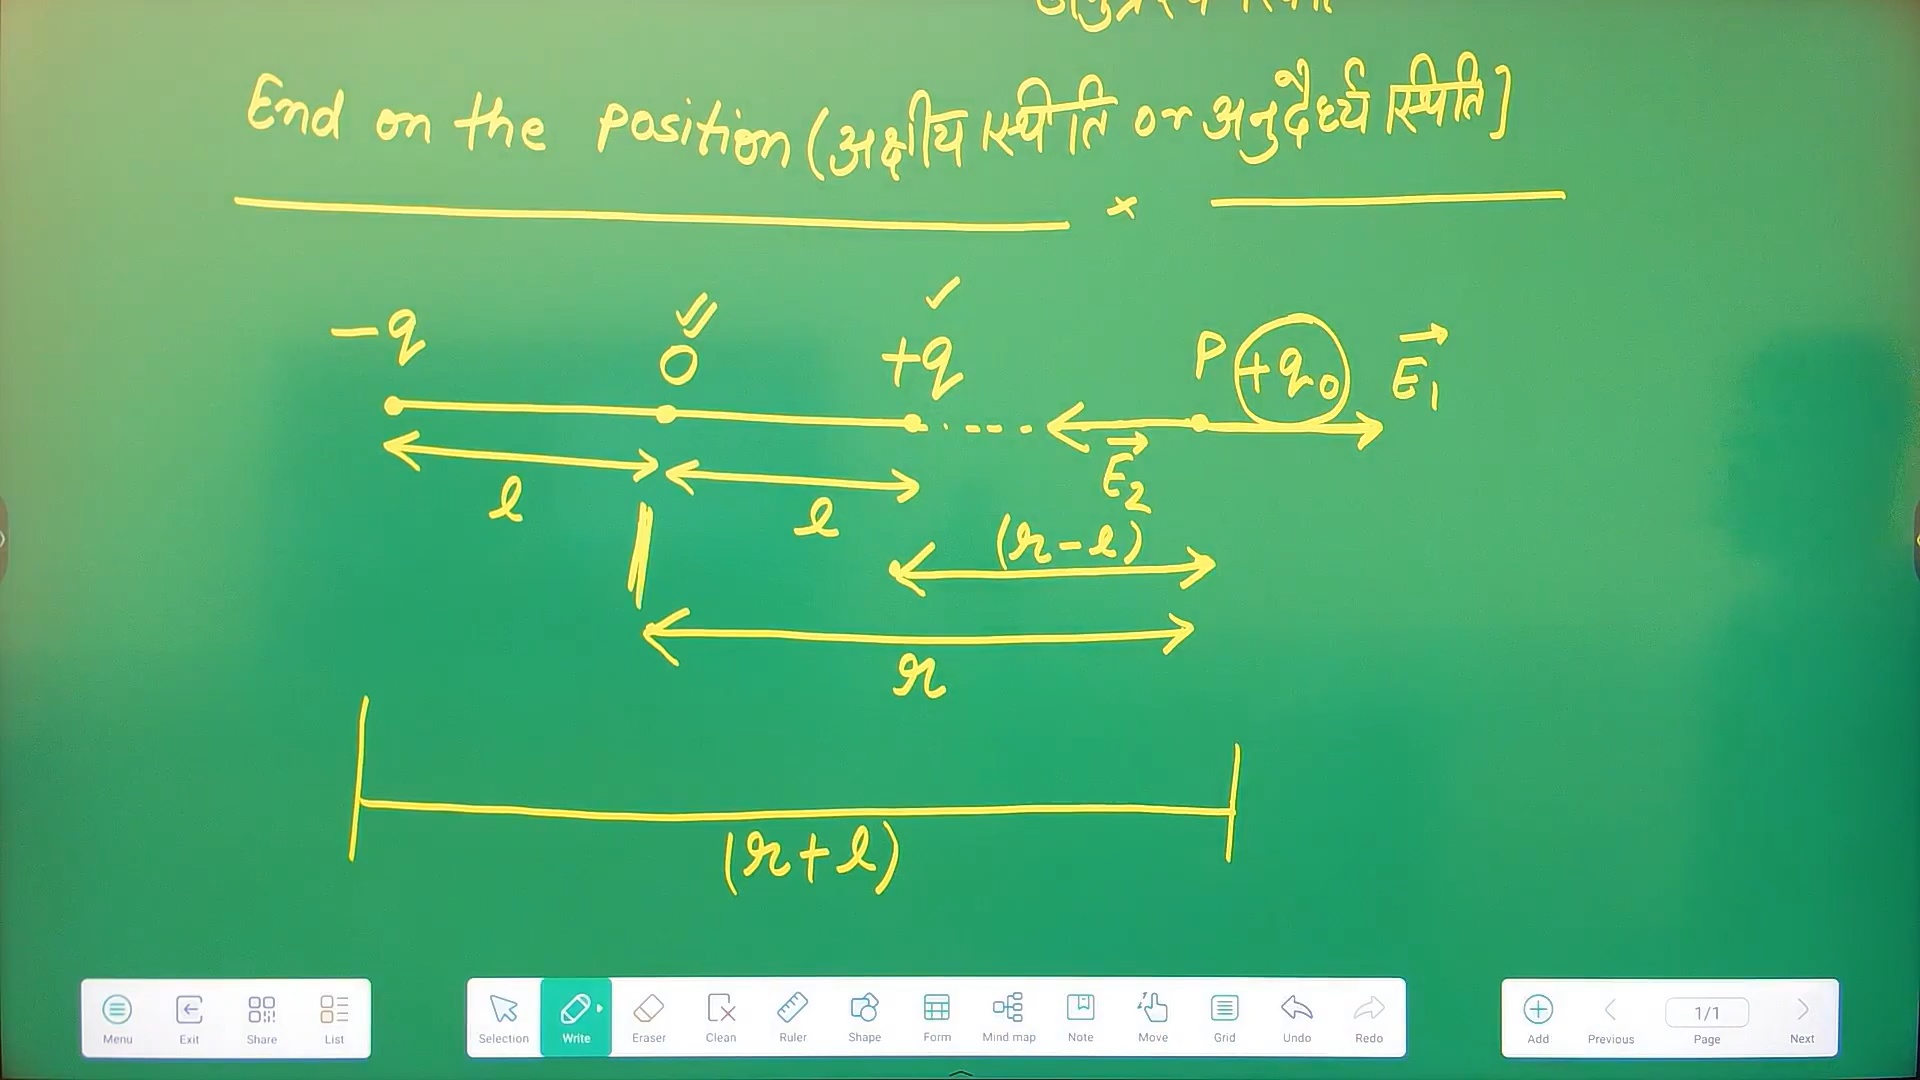 End on the position (अक्षीय स्थीति or अनुदैर्ध्य स्थिति]
x
-q
O
+q
P +q₀
E₁
l
l
E₂
(r-l)
r
(r+l)
Menu Exit Share List
Selection Write Eraser Clean Ruler Shape Form Mind map Note Move Grid Undo Redo
Add Previous 1/1 Page Next